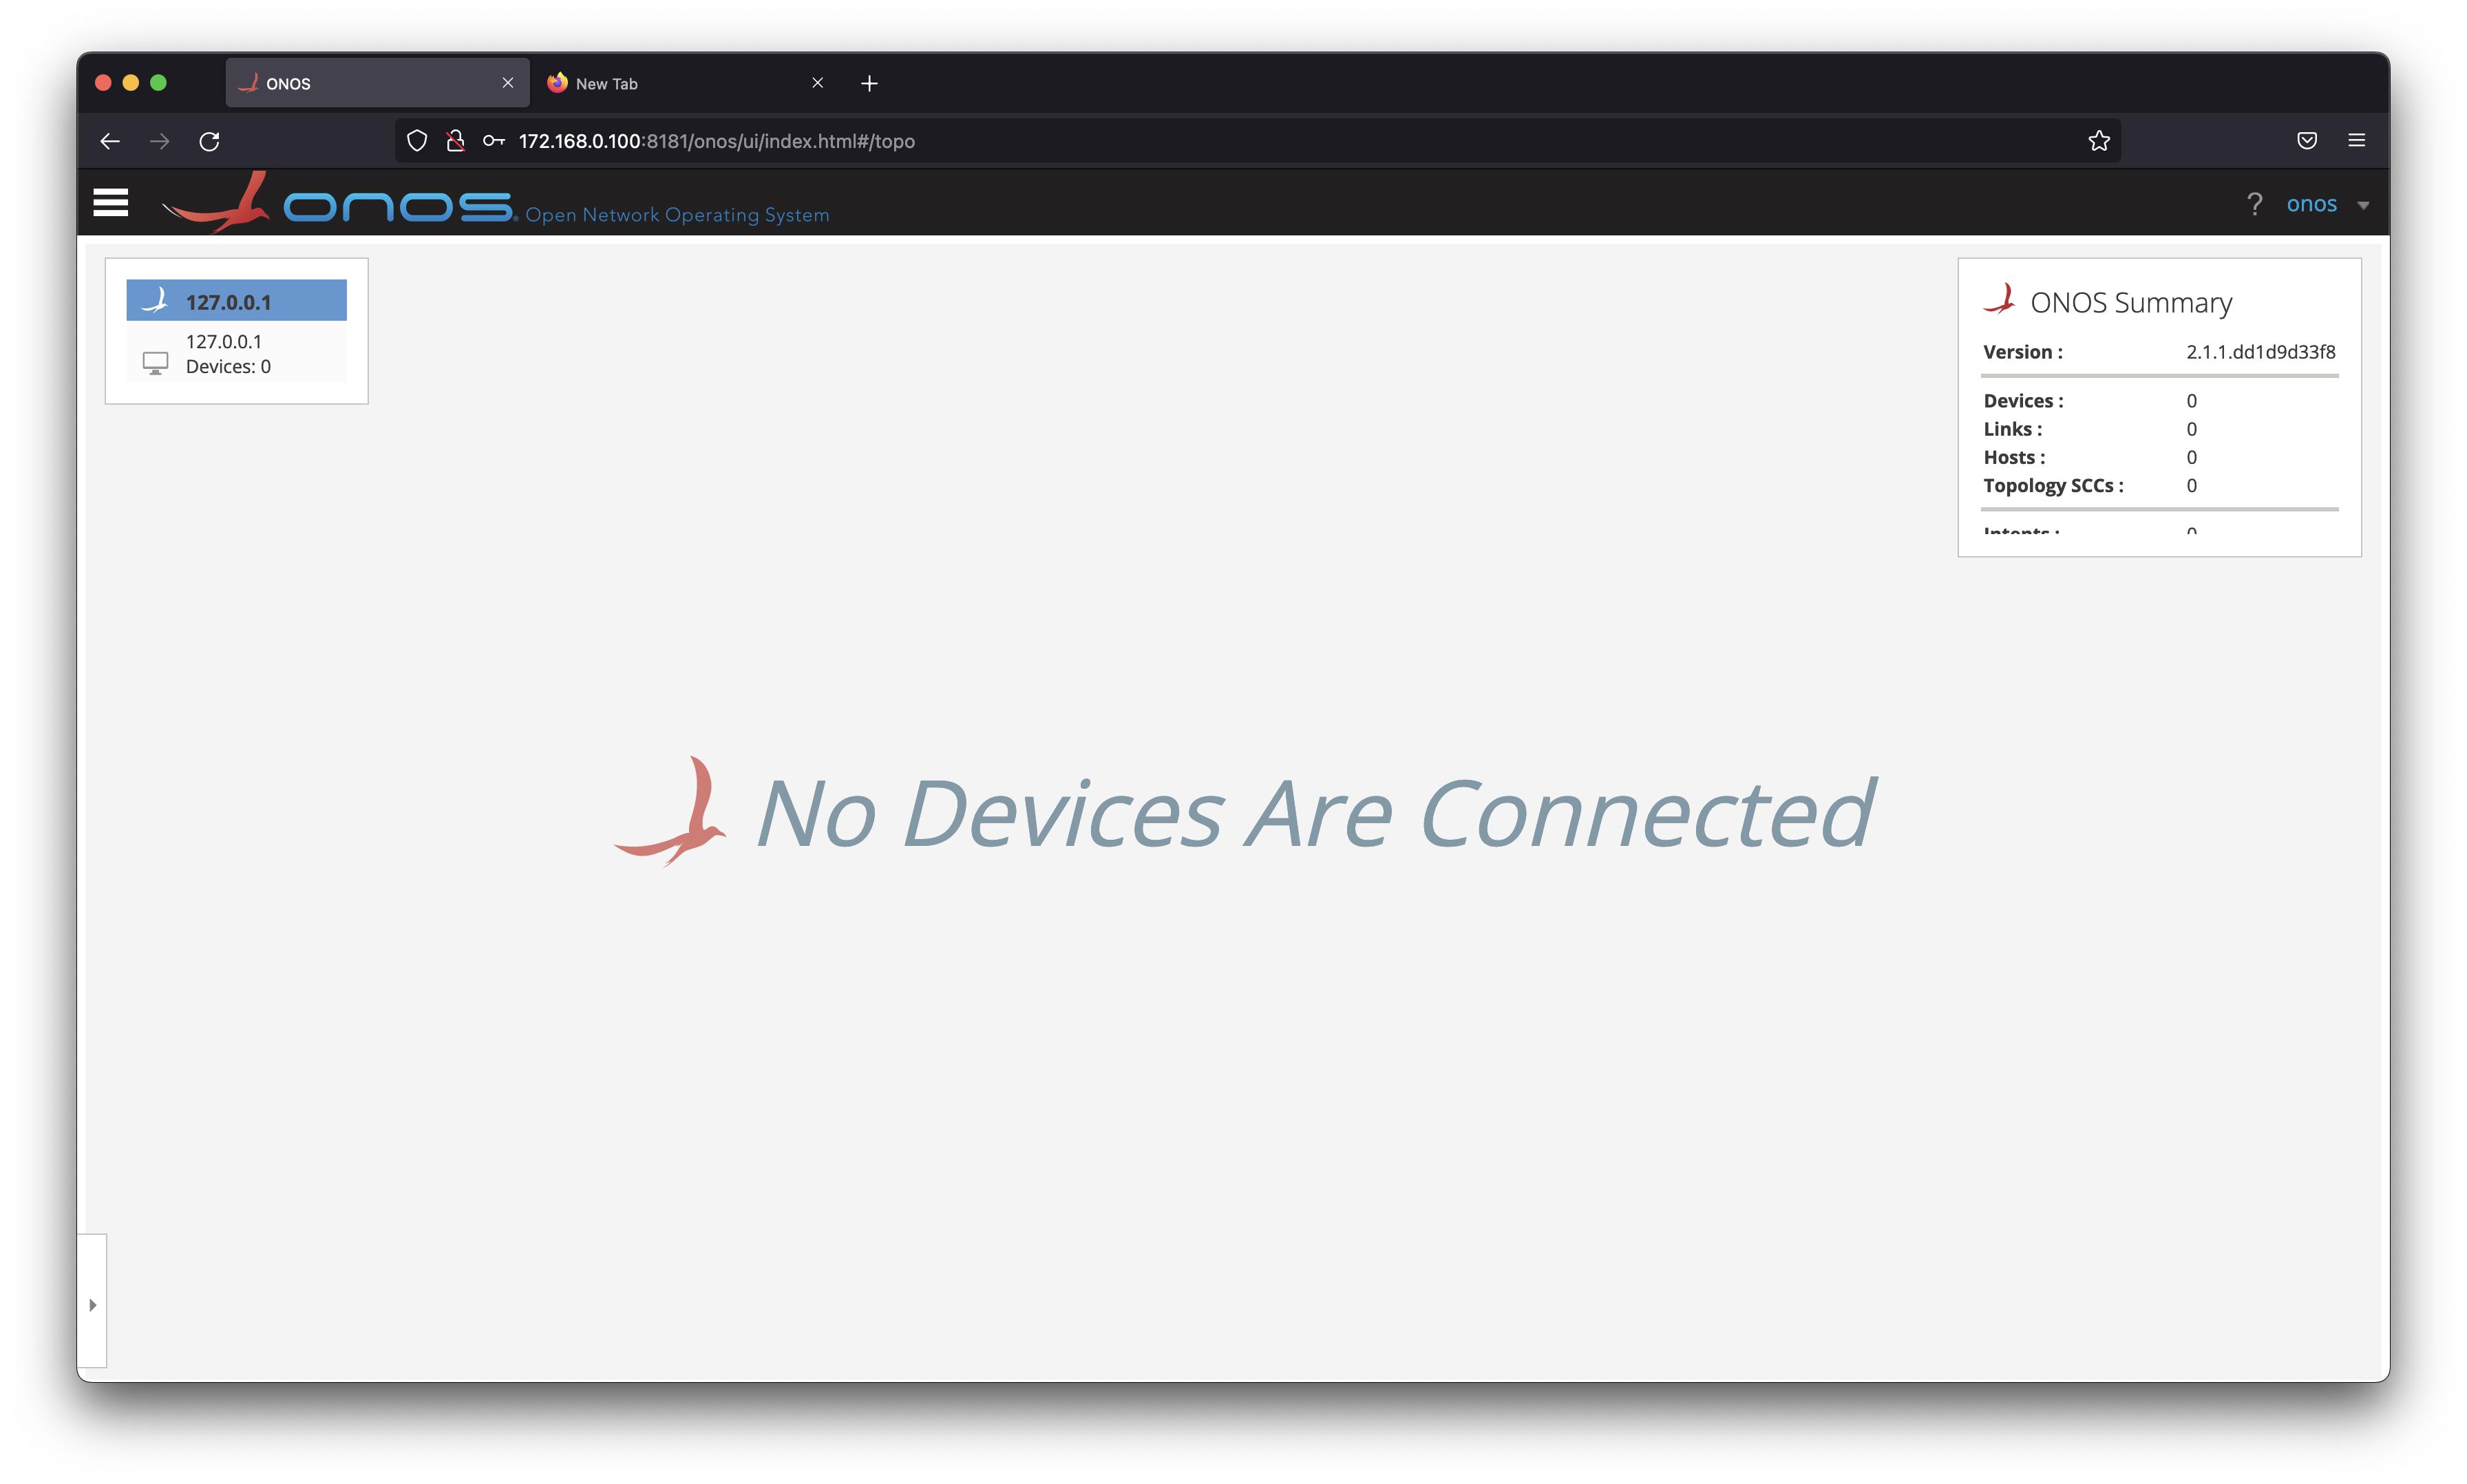 ONOS
New Tab
172.168.0.100:8181/onos/ui/index.html#/topo
onos Open Network Operating System
? onos
127.0.0.1
127.0.0.1
Devices: 0
ONOS Summary
Version : 2.1.1.dd1d9d33f8
Devices : 0
Links : 0
Hosts : 0
Topology SCCs : 0
Intents : 0
No Devices Are Connected